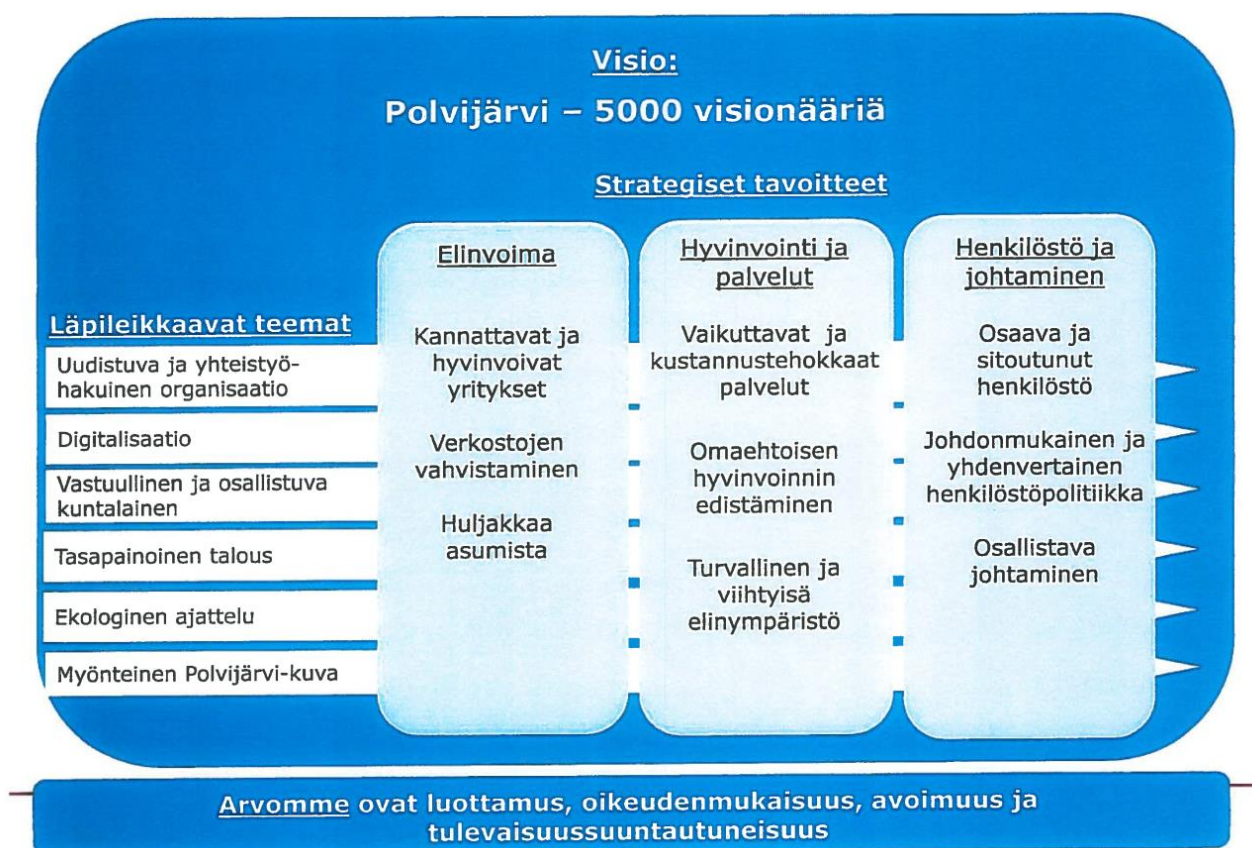 Visio:
Polvijärvi – 5000 visionääriä
Strategiset tavoitteet
Läpileikkaavat teemat
Uudistuva ja yhteistyö-
hakuinen organisaatio
Digitalisaatio
Vastuullinen ja osallistuva
kuntalainen
Tasapainoinen talous
Ekologinen ajattelu
Myönteinen Polvijärvi-kuva
Elinvoima
Kannattavat ja
hyvinvoivat
yritykset
Verkostojen
vahvistaminen
Huljakkaa
asumista
Hyvinvointi ja
palvelut
Vaikuttavat ja
kustannustehokkaat
palvelut
Omaehtoisen
hyvinvoinnin
edistäminen
Turvallinen ja
viihtyisä
elinympäristö
Henkilöstö ja
johtaminen
Osaava ja
sitoutunut
henkilöstö
Johdonmukainen ja
yhdenvertainen
henkilöstöpolitiikka
Osallistava
johtaminen
Arvomme ovat luottamus, oikeudenmukaisuus, avoimuus ja
tulevaisuussuuntautuneisuus